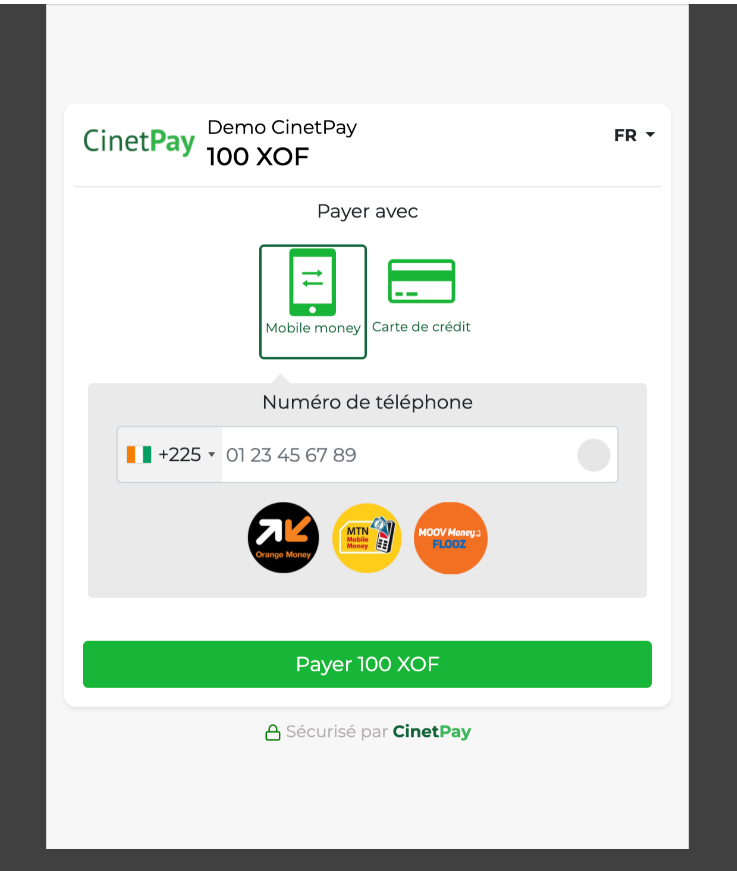 CinetPay
Demo CinetPay
100 XOF
FR
Payer avec
Mobile money
Carte de crédit
Numéro de téléphone
+225
01 23 45 67 89
Orange Money
MTN
Mobile
Money
MOOV Money
FLOOZ
Payer 100 XOF
Sécurisé par CinetPay